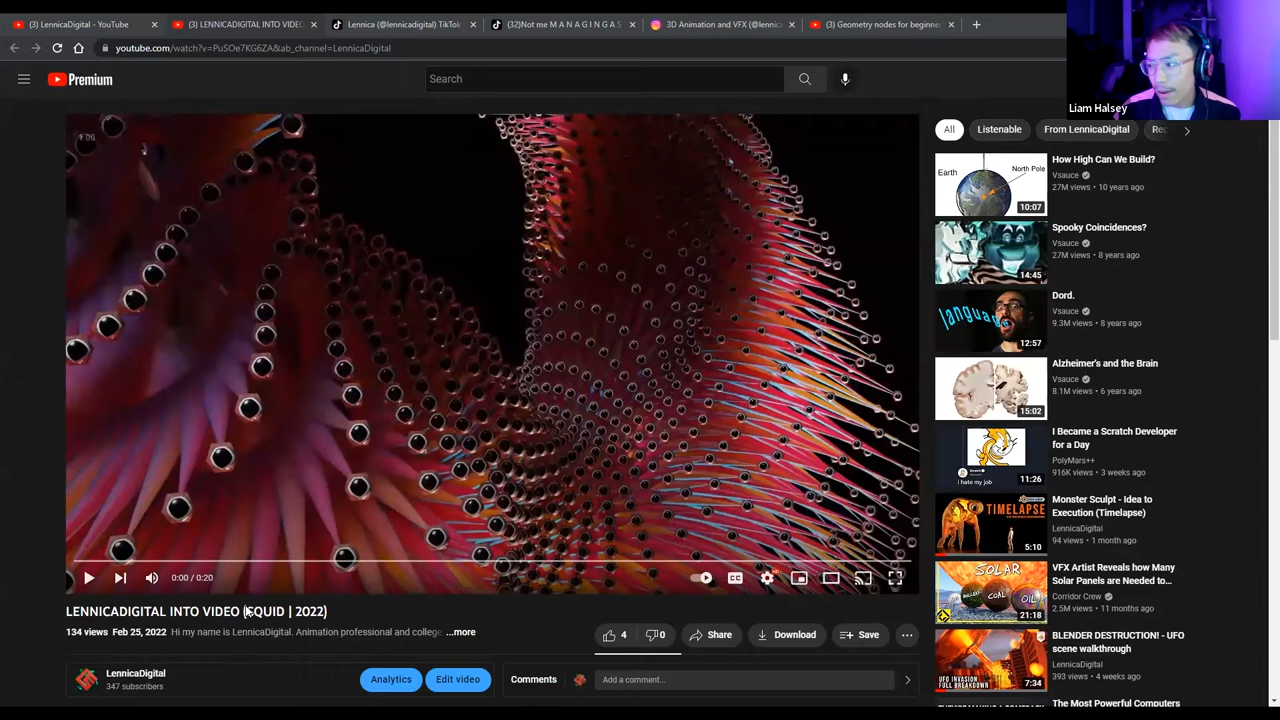 (3) LennicaDigital - YouTube
(3) LENNICADIGITAL INTO VIDEO
Lennica (@lennicadigital) TikTok
(32)Not me M A N A G I N G A S
3D Animation and VFX (@lennic
(3) Geometry nodes for beginne
youtube.com/watch?v=PuSOe7KG6ZA&ab_channel=LennicaDigital
Premium
Search
Liam Halsey
All
Listenable
From LennicaDigital
Rec
Earth
North Pole
10:07
How High Can We Build?
Vsauce
27M views • 10 years ago
14:45
Spooky Coincidences?
Vsauce
27M views • 8 years ago
language
12:57
Dord.
Vsauce
9.3M views • 8 years ago
15:02
Alzheimer's and the Brain
Vsauce
8.1M views • 6 years ago
I hate my job
11:26
I Became a Scratch Developer
for a Day
PolyMars++
916K views • 3 weeks ago
TIMELAPSE
5:10
Monster Sculpt - Idea to
Execution (Timelapse)
LennicaDigital
94 views • 1 month ago
SOLAR
COAL
OIL
21:18
VFX Artist Reveals how Many
Solar Panels are Needed to...
Corridor Crew
2.5M views • 11 months ago
UFO INVASION
FULL BREAKDOWN
7:34
BLENDER DESTRUCTION! - UFO
scene walkthrough
LennicaDigital
393 views • 4 weeks ago
The Most Powerful Computers
0:00 / 0:20
CC
HD
LENNICADIGITAL INTO VIDEO (SQUID | 2022)
134 views Feb 25, 2022 Hi my name is LennicaDigital. Animation professional and college ...more
4
0
Share
Download
Save
LennicaDigital
347 subscribers
Analytics
Edit video
Comments
Add a comment...